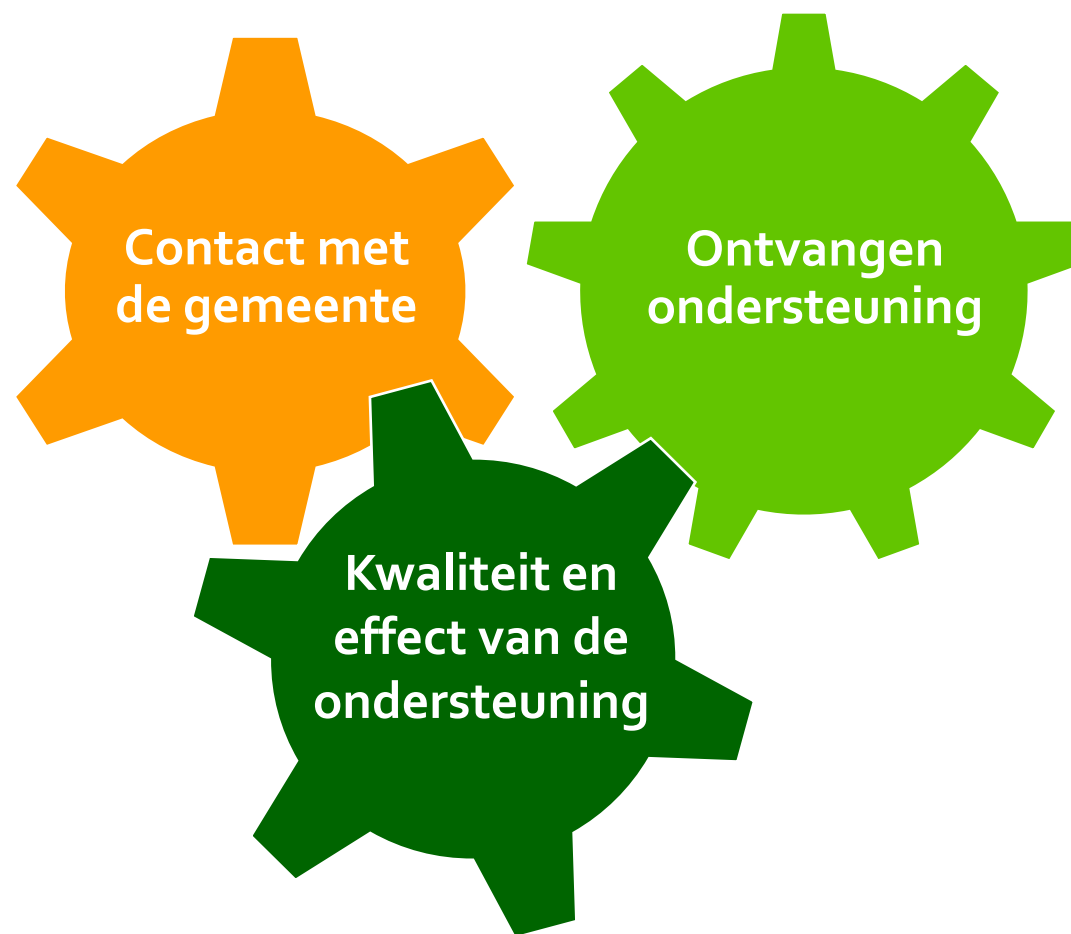 Contact met
de gemeente
Ontvangen
ondersteuning
Kwaliteit en
effect van de
ondersteuning